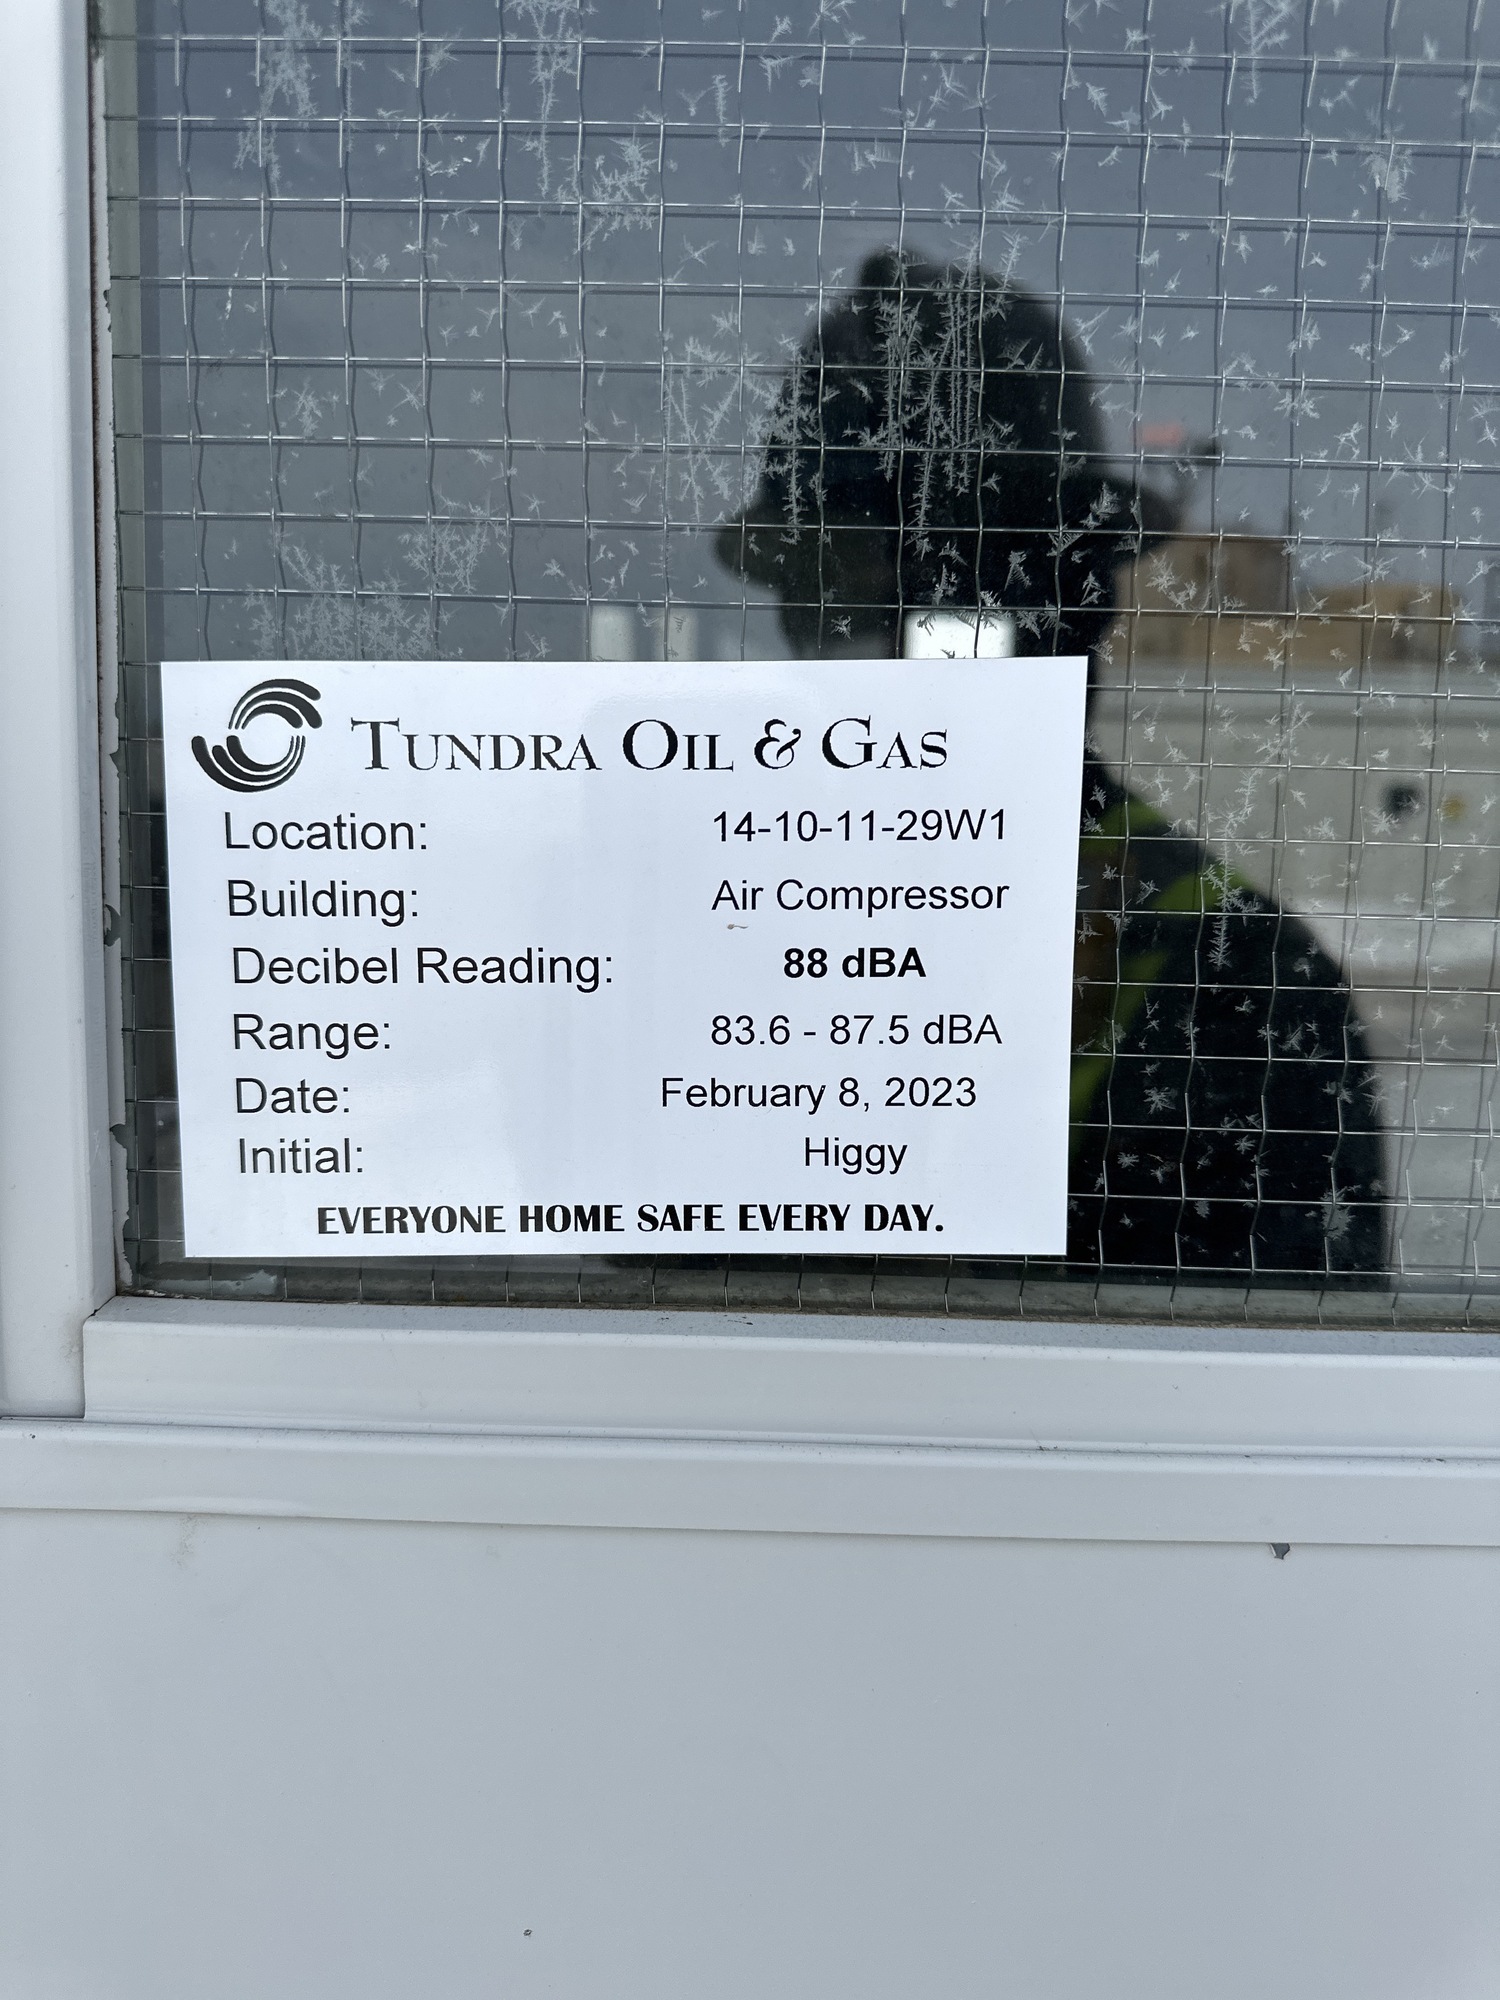 TUNDRA OIL & GAS
Location: 14-10-11-29W1
Building: Air Compressor
Decibel Reading: 88 dBA
Range: 83.6 - 87.5 dBA
Date: February 8, 2023
Initial: Higgy
EVERYONE HOME SAFE EVERY DAY.